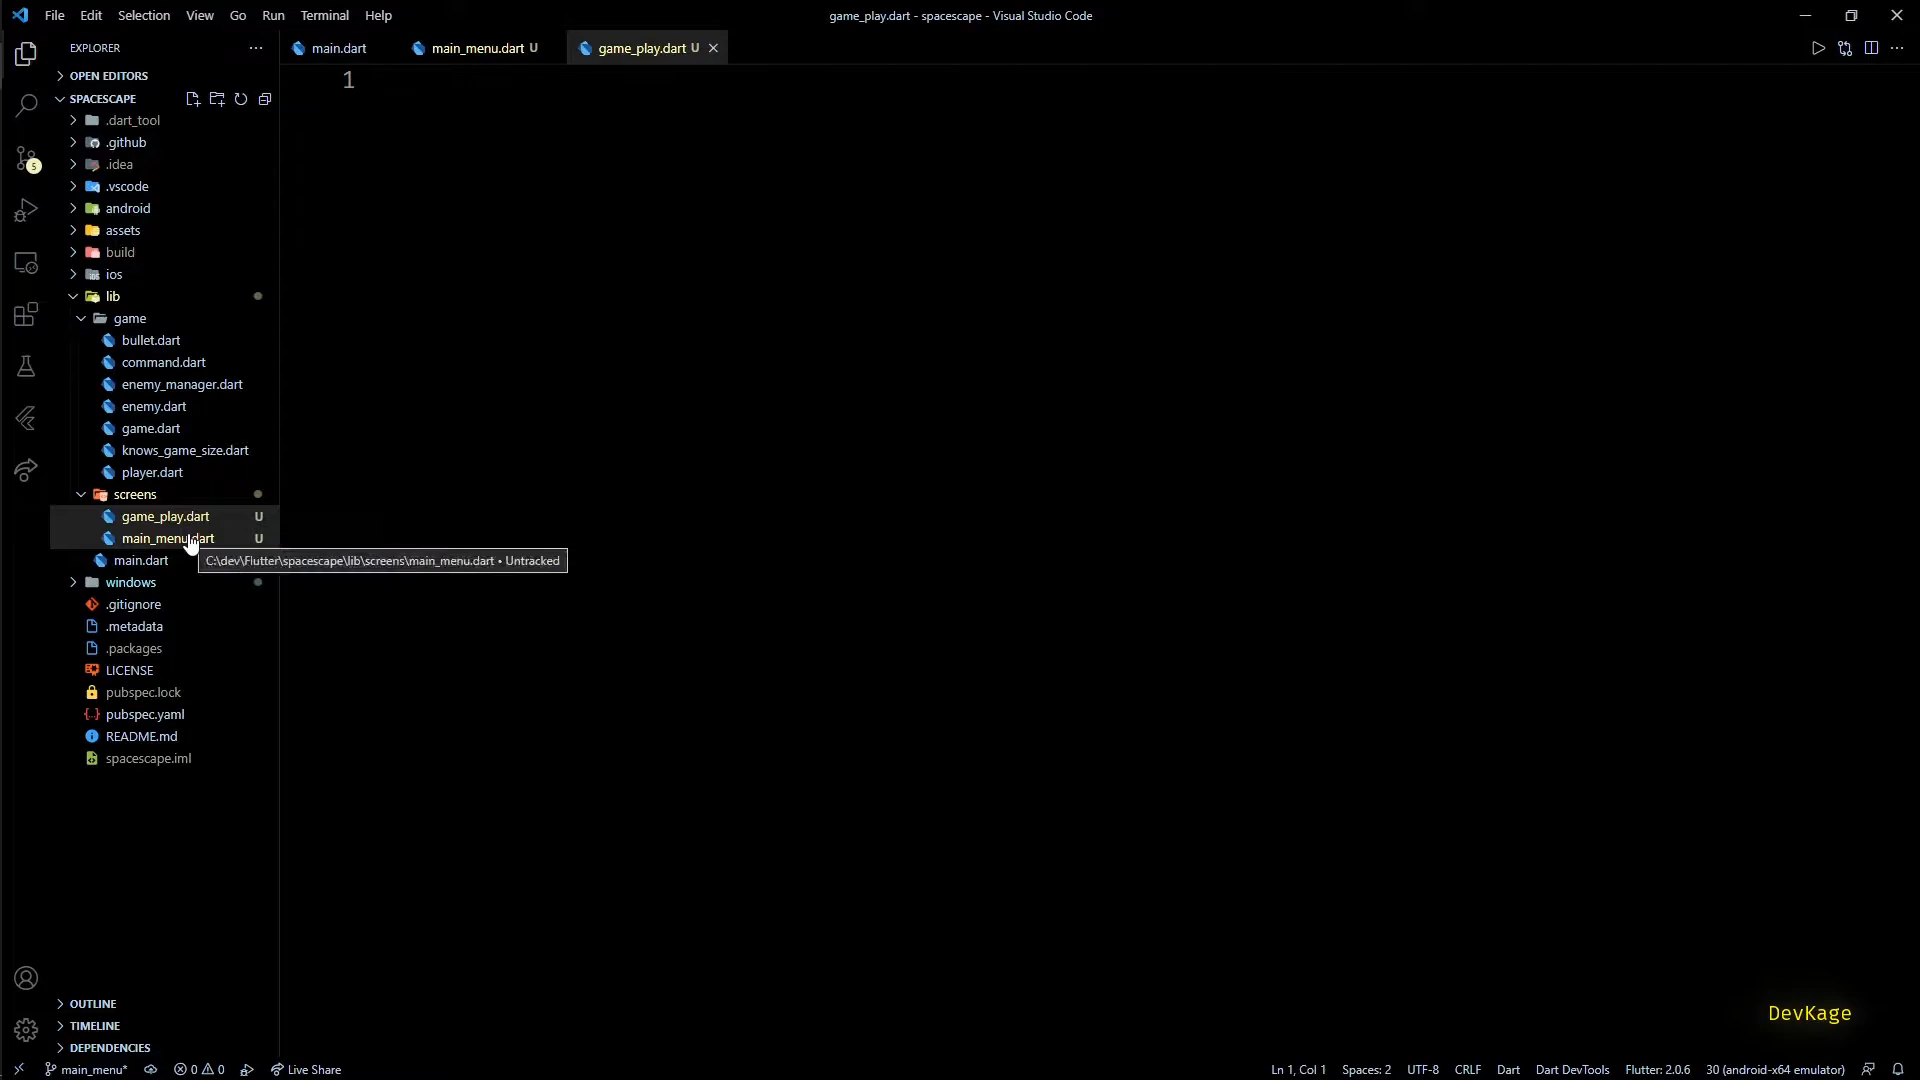 File Edit Selection View Go Run Terminal Help
game_play.dart - spacescape - Visual Studio Code
EXPLORER
main.dart
main_menu.dart U
game_play.dart U
OPEN EDITORS
SPACESCAPE
1
.dart_tool
.github
5
.idea
.vscode
android
assets
build
ios
lib
game
bullet.dart
command.dart
enemy_manager.dart
enemy.dart
game.dart
knows_game_size.dart
player.dart
screens
game_play.dart U
main_menu.dart U
main.dart
C:\dev\Flutter\spacescape\lib\screens\main_menu.dart • Untracked
windows
.gitignore
.metadata
.packages
LICENSE
pubspec.lock
pubspec.yaml
README.md
spacescape.iml
OUTLINE
TIMELINE
DEPENDENCIES
DevKage
main_menu* 0 0 Live Share
Ln 1, Col 1 Spaces: 2 UTF-8 CRLF Dart Dart DevTools Flutter: 2.0.6 30 (android-x64 emulator)